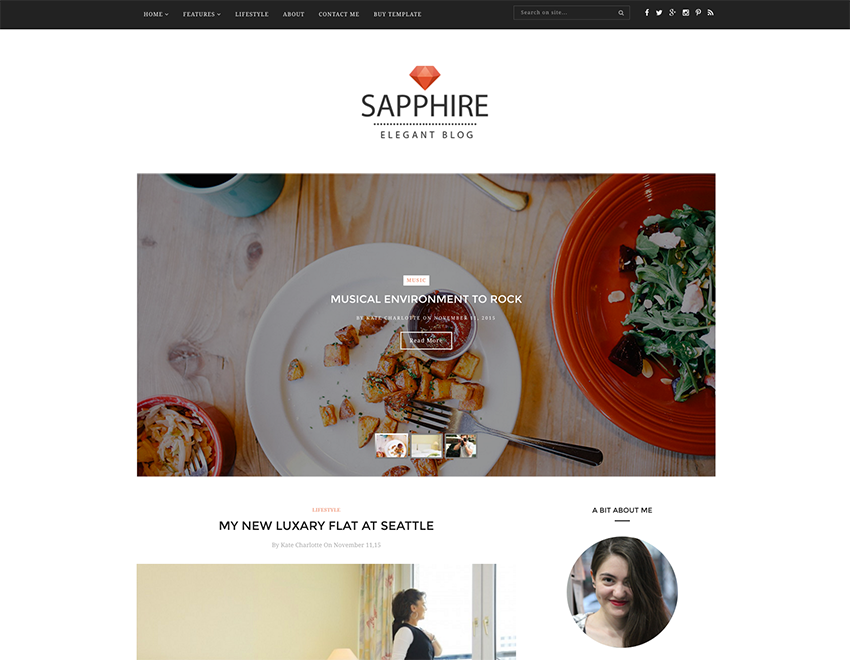 HOME FEATURES LIFESTYLE ABOUT CONTACT ME BUY TEMPLATE Search on site...
SAPPHIRE
ELEGANT BLOG
MUSIC
MUSICAL ENVIRONMENT TO ROCK
BY KATE CHARLOTTE ON NOVEMBER 11, 2015
Read More
LIFESTYLE
MY NEW LUXARY FLAT AT SEATTLE
By Kate Charlotte On November 11,15
A BIT ABOUT ME